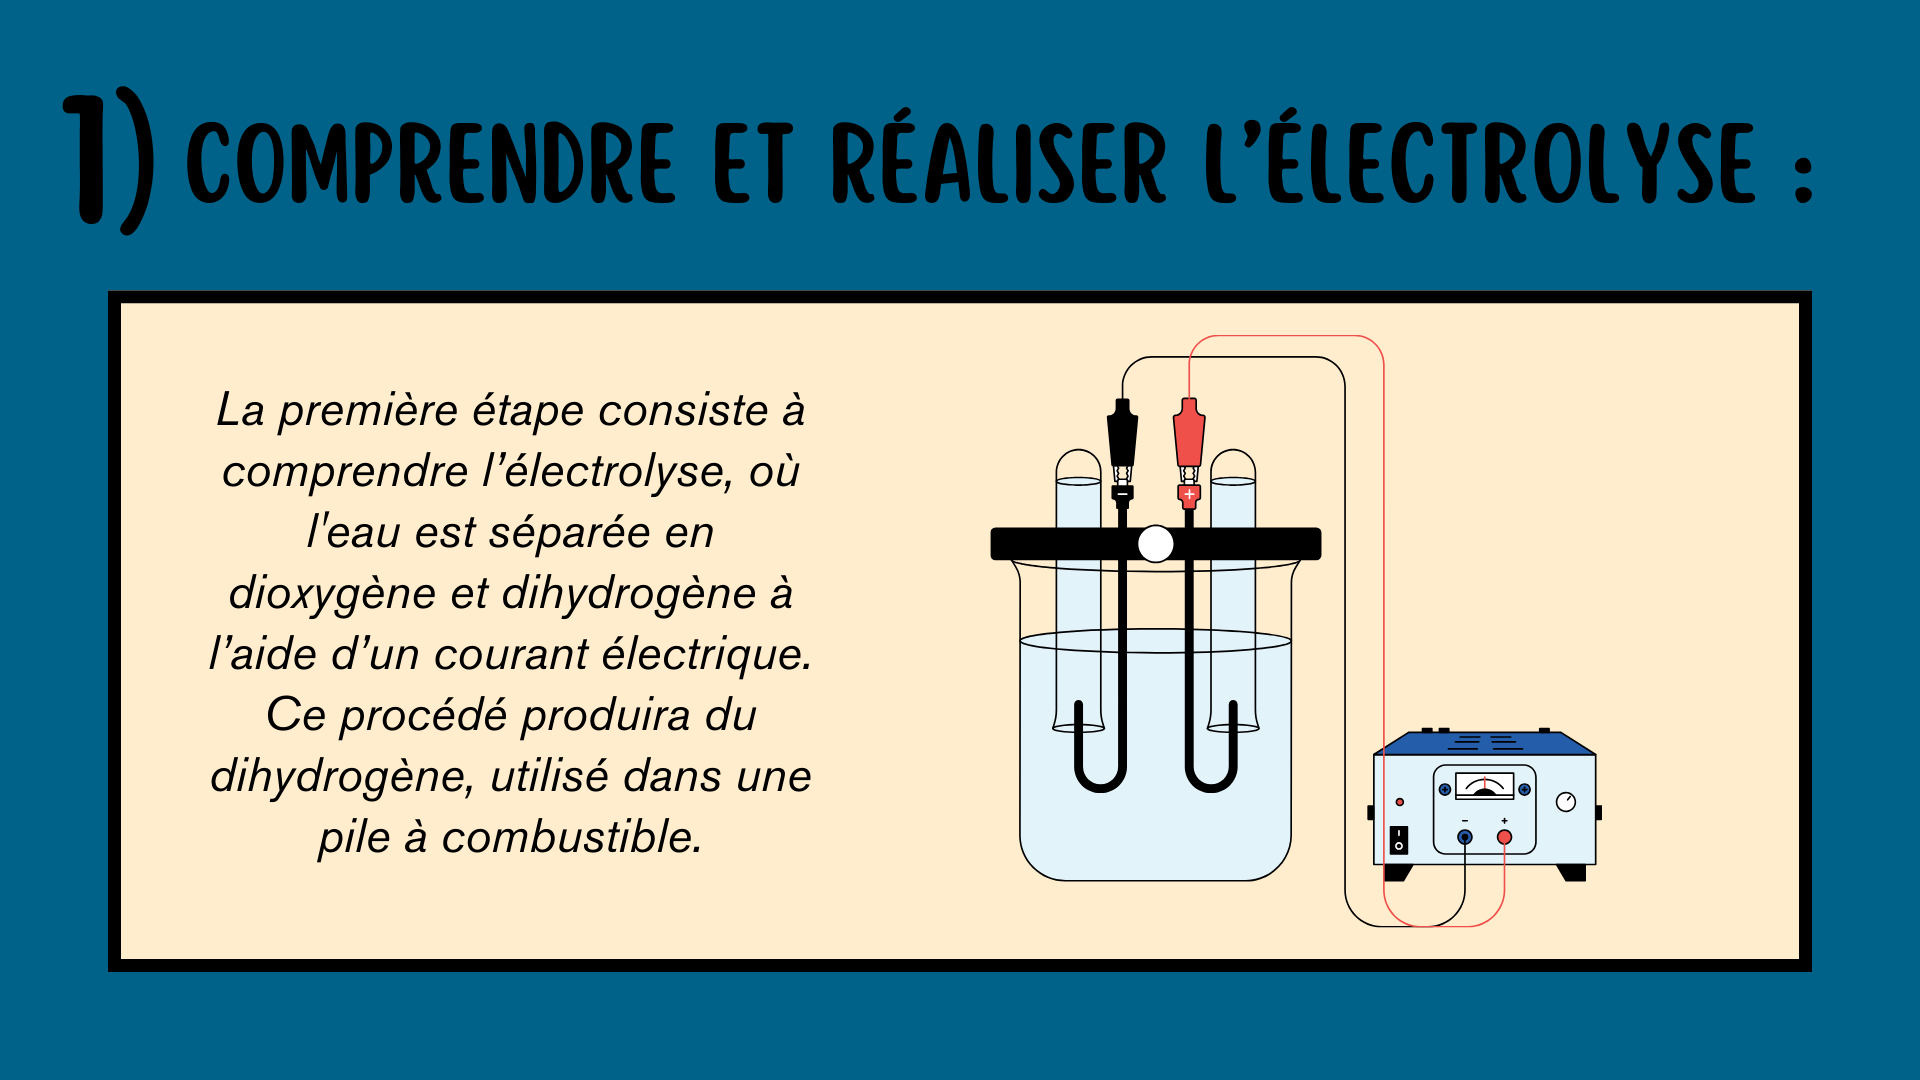 1) COMPRENDRE ET RÉALISER L’ÉLECTROLYSE :
La première étape consiste à
comprendre l’électrolyse, où
l'eau est séparée en
dioxygène et dihydrogène à
l’aide d’un courant électrique.
Ce procédé produira du
dihydrogène, utilisé dans une
pile à combustible.
− +
− +